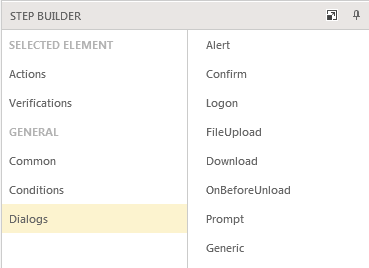 STEP BUILDER
SELECTED ELEMENT
Actions
Verifications
GENERAL
Common
Conditions
Dialogs
Alert
Confirm
Logon
FileUpload
Download
OnBeforeUnload
Prompt
Generic